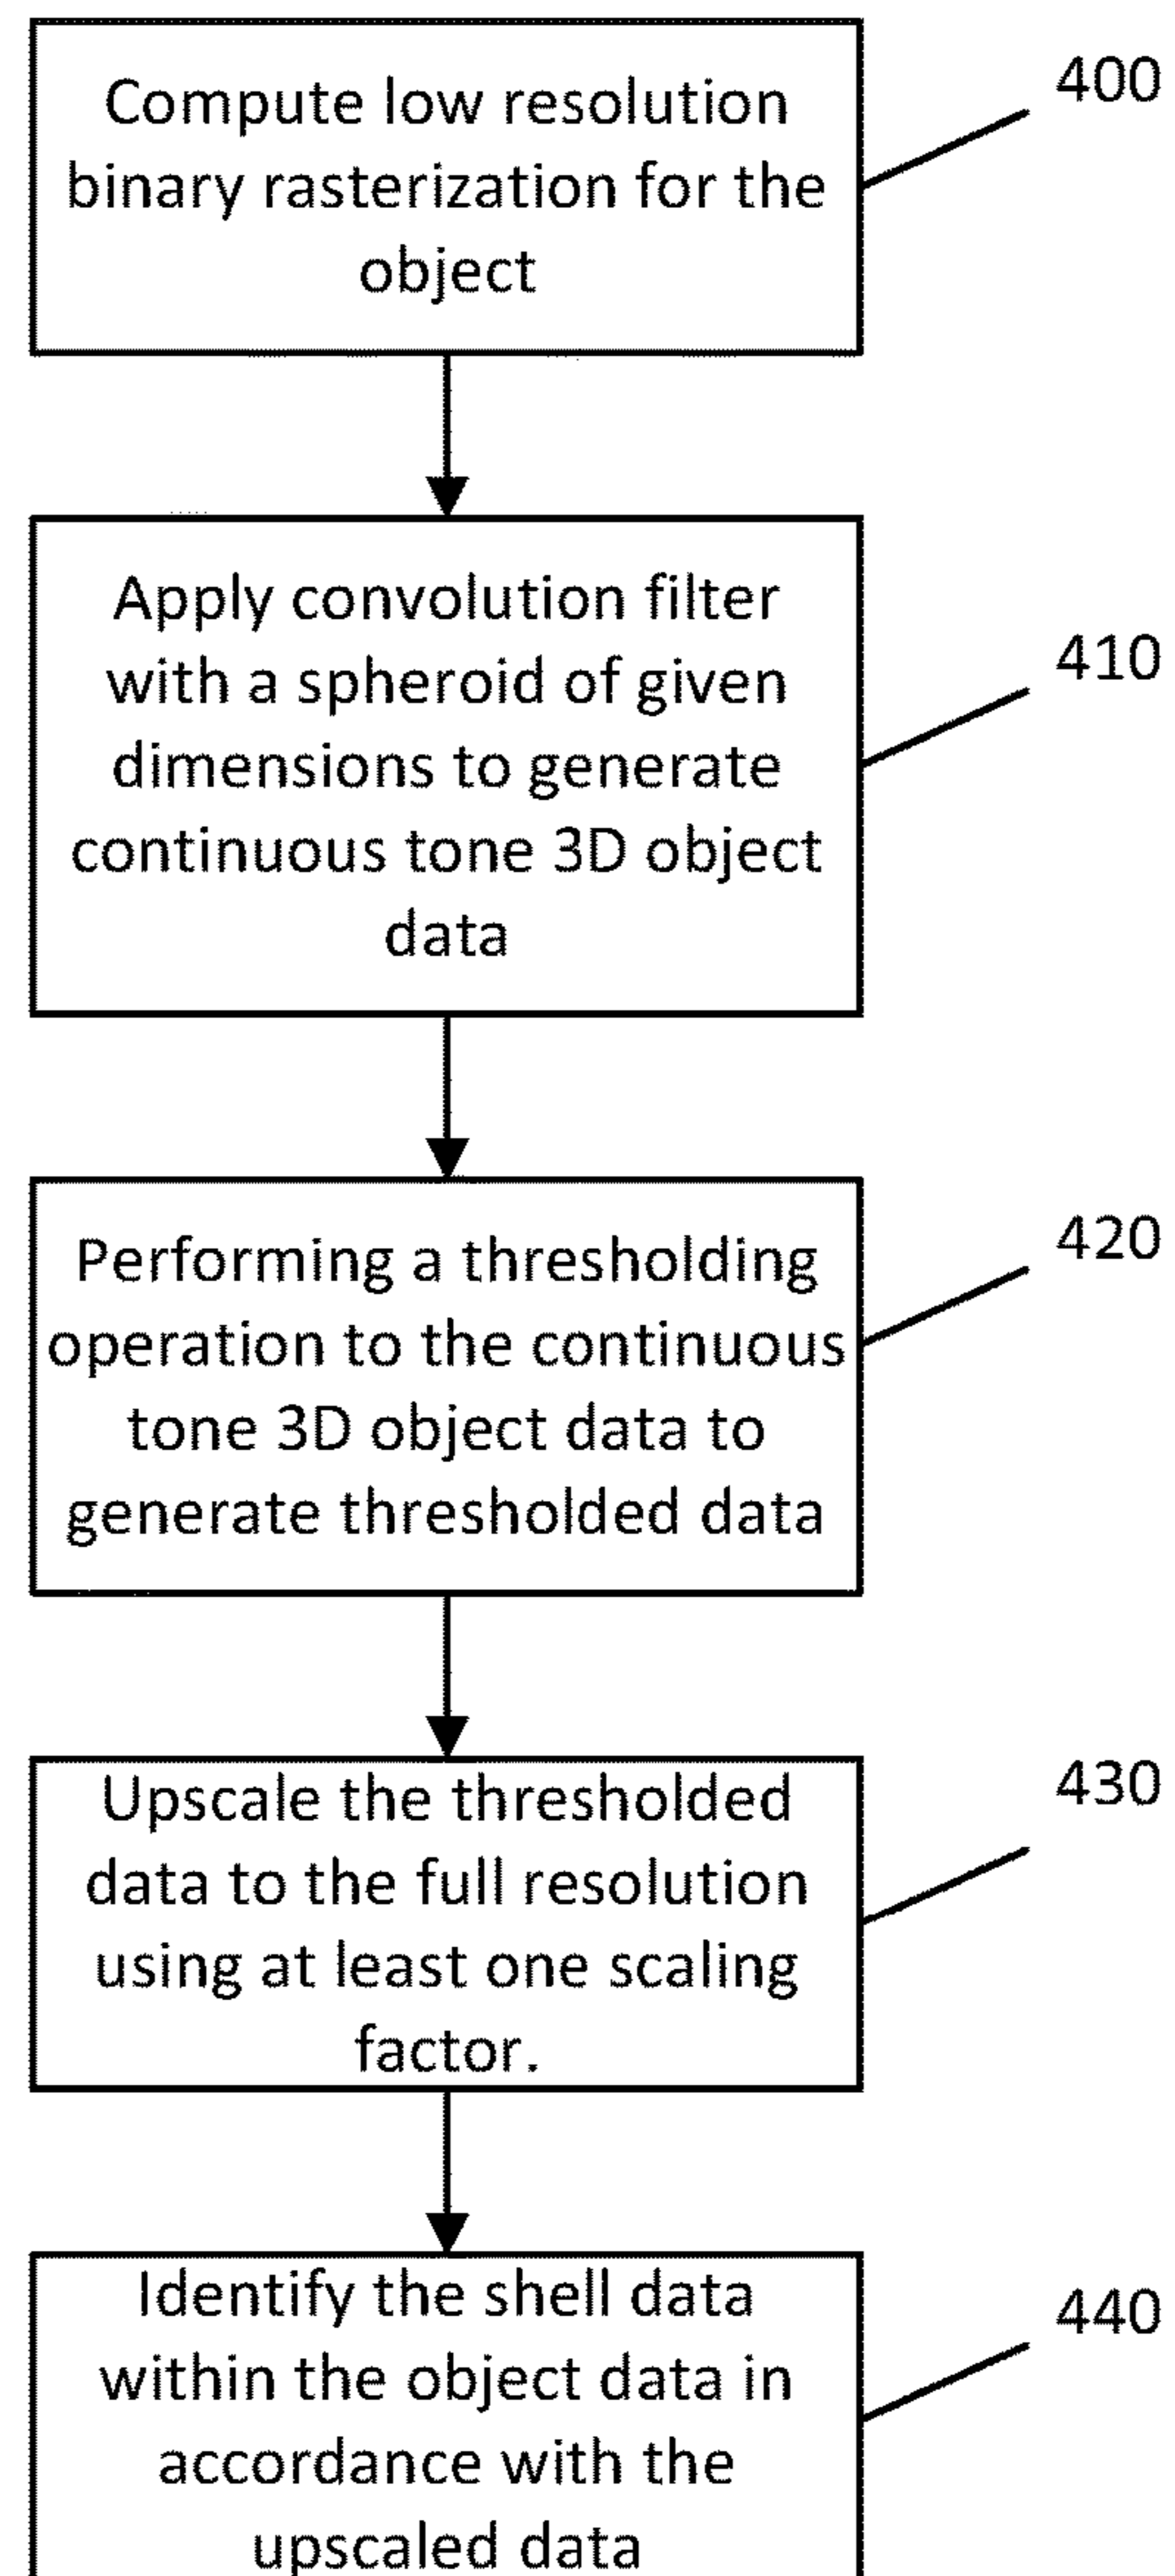 Compute low resolution
binary rasterization for the
object
400
Apply convolution filter
with a spheroid of given
dimensions to generate
continuous tone 3D object
data
410
Performing a thresholding
operation to the continuous
tone 3D object data to
generate thresholded data
420
Upscale the thresholded
data to the full resolution
using at least one scaling
factor.
430
Identify the shell data
within the object data in
accordance with the
upscaled data
440